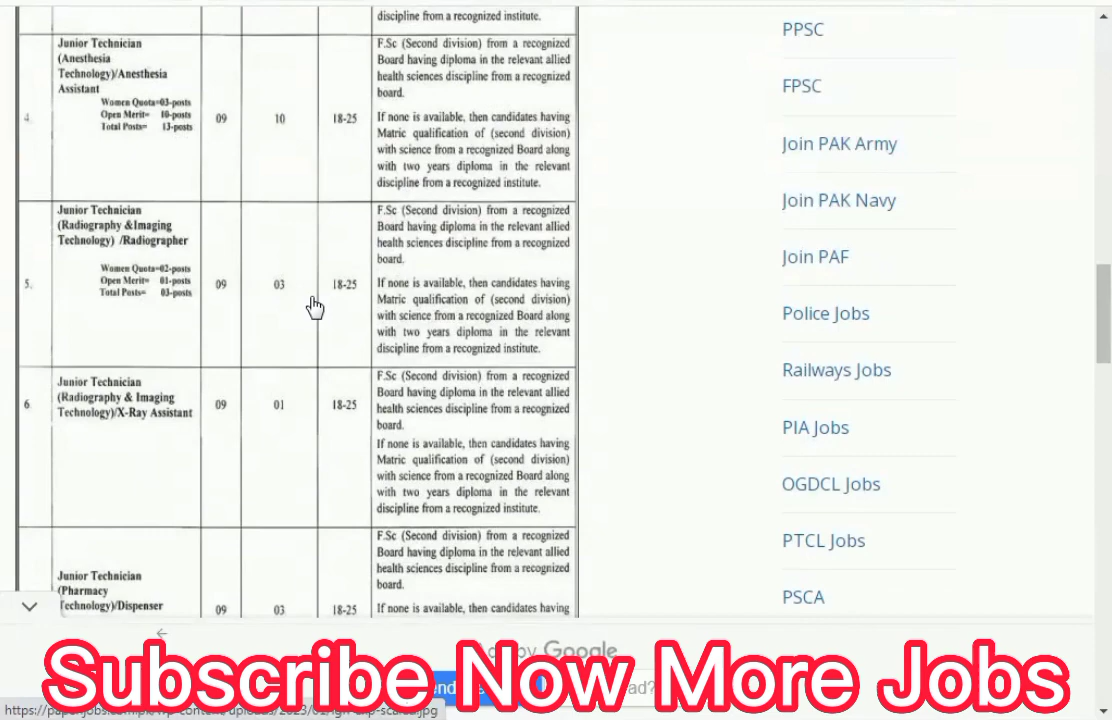 discipline from a recognized institute.
4.
Junior Technician
(Anesthesia
Technology)/Anesthesia
Assistant
Women Quota=03-posts
Open Merit= 10-posts
Total Posts= 13-posts
09
10
18-25
F.Sc (Second division) from a recognized
Board having diploma in the relevant allied
health sciences discipline from a recognized
board.
If none is available, then candidates having
Matric qualification of (second division)
with science from a recognized Board along
with two years diploma in the relevant
discipline from a recognized institute.
5.
Junior Technician
(Radiography &Imaging
Technology) /Radiographer
Women Quota=02-posts
Open Merit= 01-posts
Total Posts= 03-posts
09
03
18-25
F.Sc (Second division) from a recognized
Board having diploma in the relevant allied
health sciences discipline from a recognized
board.
If none is available, then candidates having
Matric qualification of (second division)
with science from a recognized Board along
with two years diploma in the relevant
discipline from a recognized institute.
6
Junior Technician
(Radiography & Imaging
Technology)/X-Ray Assistant
09
01
18-25
F.Sc (Second division) from a recognized
Board having diploma in the relevant allied
health sciences discipline from a recognized
board.
If none is available, then candidates having
Matric qualification of (second division)
with science from a recognized Board along
with two years diploma in the relevant
discipline from a recognized institute.
Junior Technician
(Pharmacy
Technology)/Dispenser
09
03
18-25
F.Sc (Second division) from a recognized
Board having diploma in the relevant allied
health sciences discipline from a recognized
board.
If none is available, then candidates having
PPSC
FPSC
Join PAK Army
Join PAK Navy
Join PAF
Police Jobs
Railways Jobs
PIA Jobs
OGDCL Jobs
PTCL Jobs
PSCA
by Google
Subscribe Now More Jobs